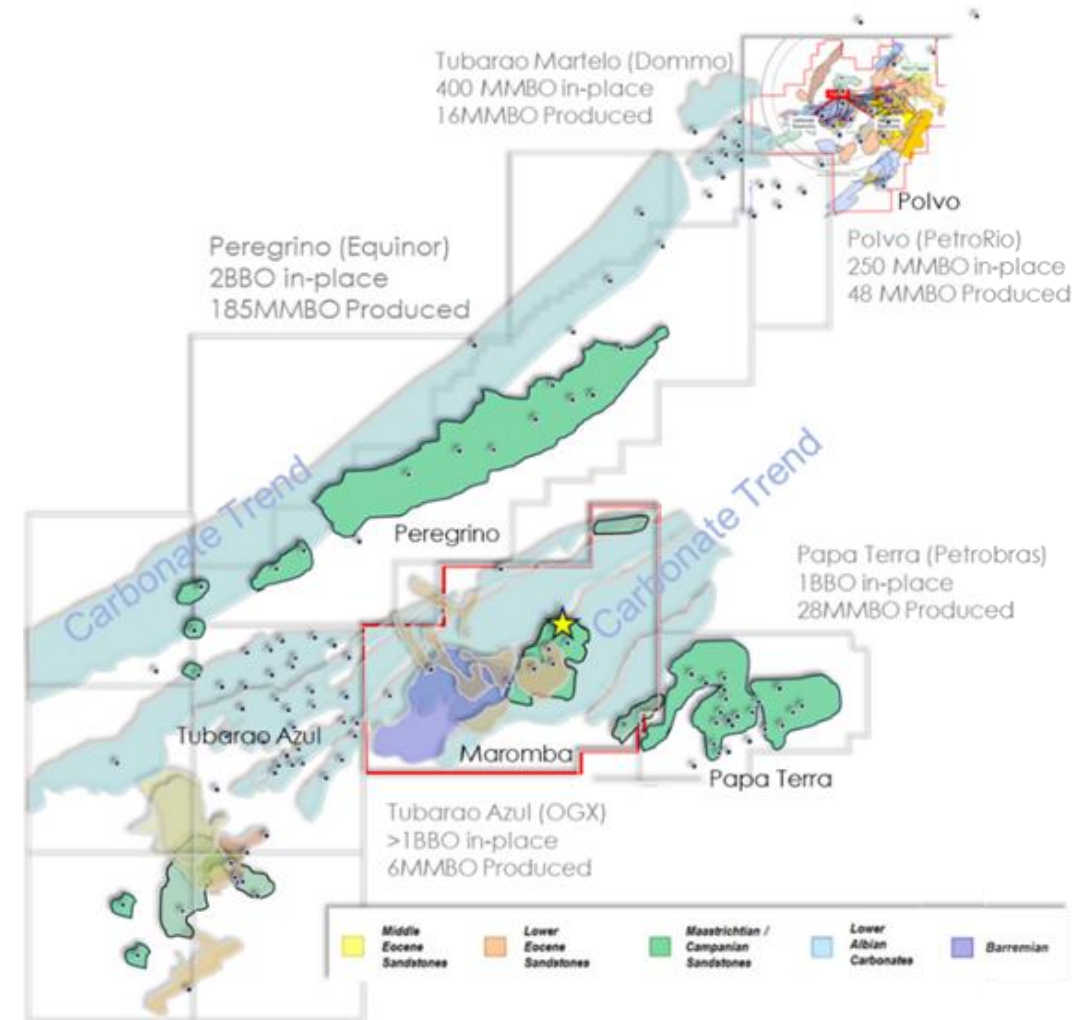 Tubarao Martelo (Dommo)
400 MMBO in-place
16MMBO Produced
Polvo
Polvo (PetroRio)
250 MMBO in-place
48 MMBO Produced
Peregrino (Equinor)
2BBO in-place
185MMBO Produced
Carbonate Trend
Peregrino
Carbonate Trend
Papa Terra (Petrobras)
1BBO in-place
28MMBO Produced
Tubarao Azul
Maromba
Papa Terra
Tubarao Azul (OGX)
>1BBO in-place
6MMBO Produced
Middle
Eocene
Sandstones
Lower
Eocene
Sandstones
Maastrichtian /
Campanian
Sandstones
Lower
Albian
Carbonates
Barremian